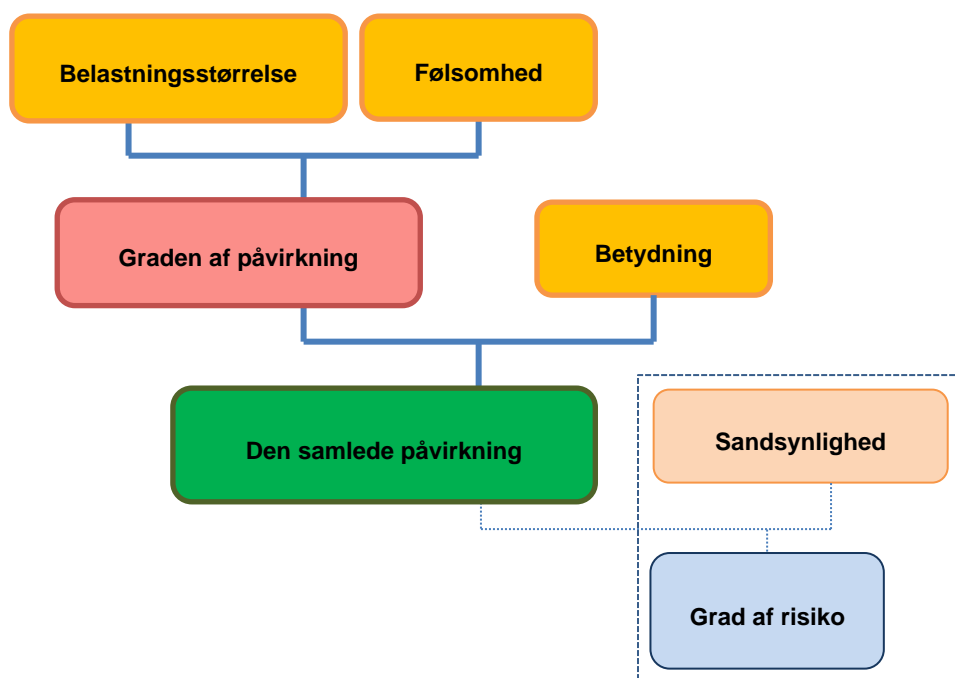 Belastningsstørrelse
Følsomhed
Graden af påvirkning
Betydning
Den samlede påvirkning
Sandsynlighed
Grad af risiko